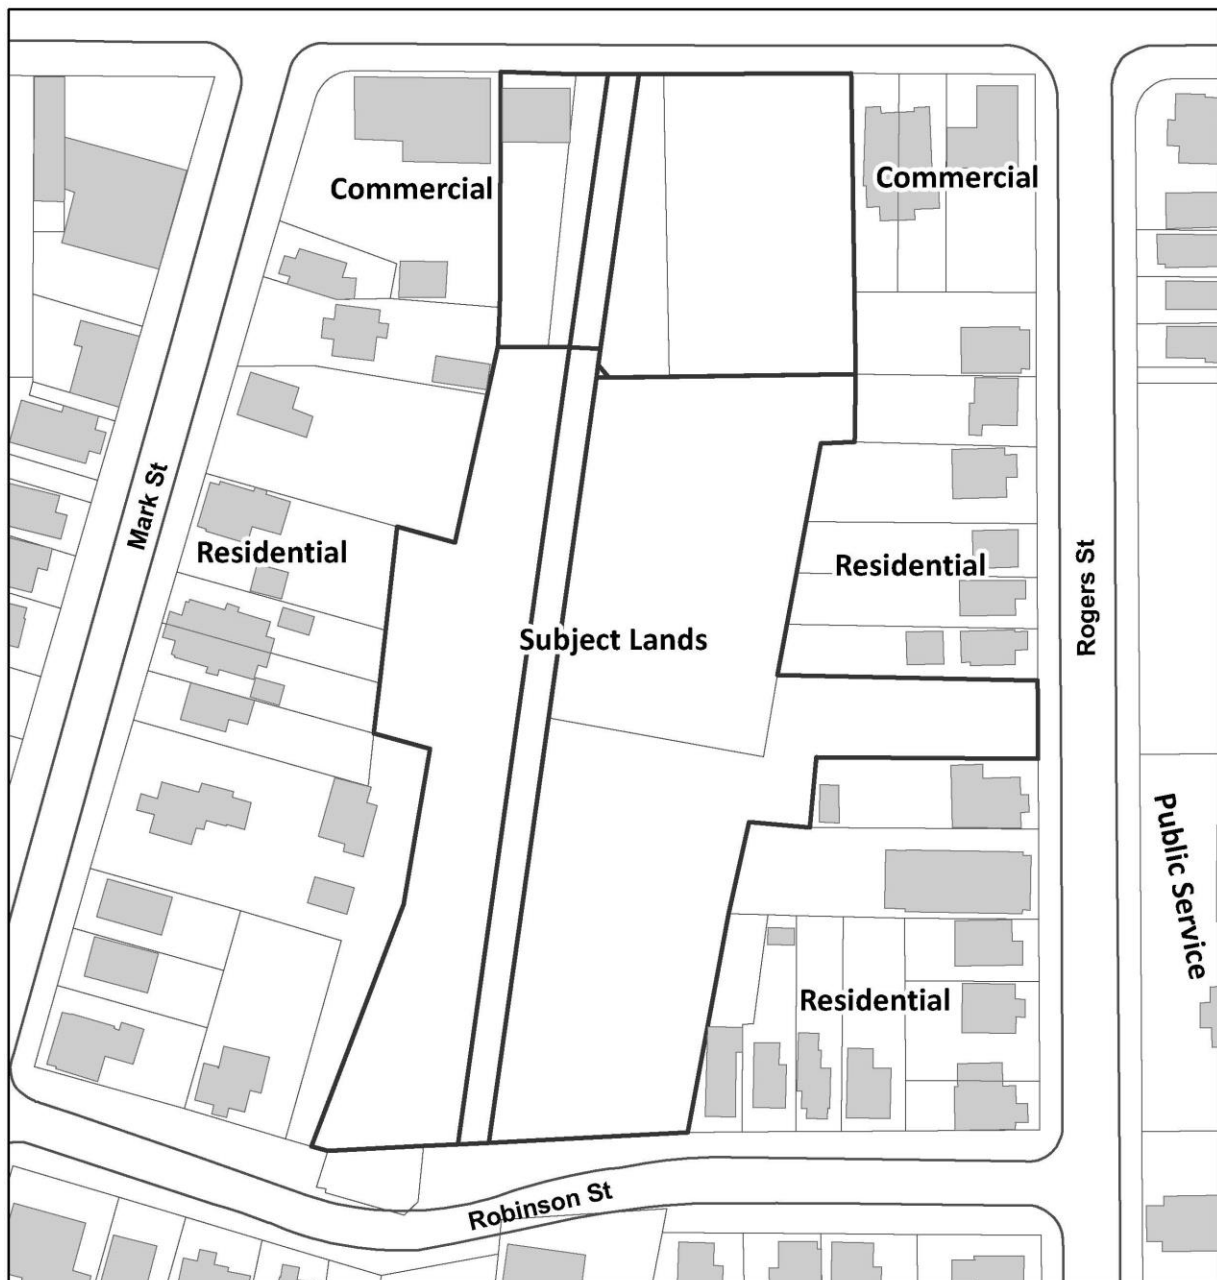 Commercial
Commercial
Mark St
Residential
Residential
Rogers St
Subject Lands
Public Service
Residential
Robinson St